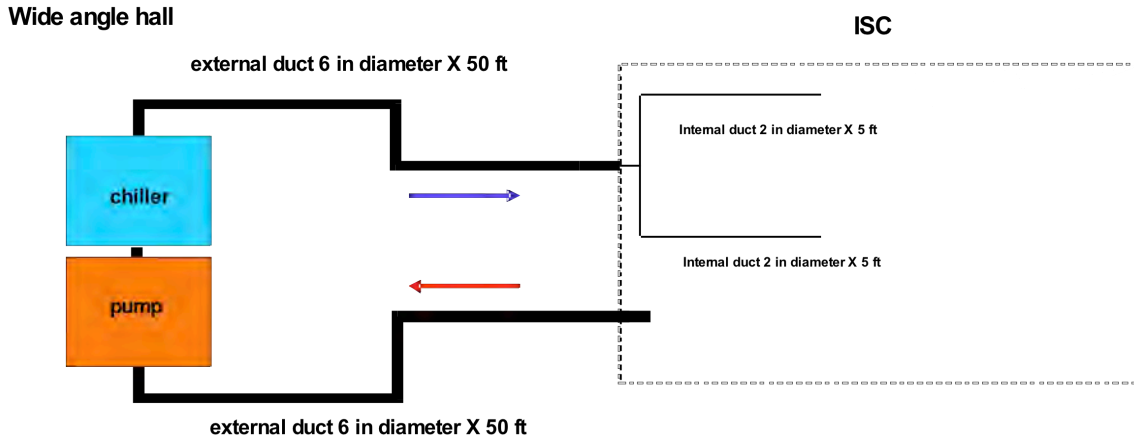 Wide angle hall
ISC
external duct 6 in diameter X 50 ft
Internal duct 2 in diameter X 5 ft
chiller
Internal duct 2 in diameter X 5 ft
pump
external duct 6 in diameter X 50 ft